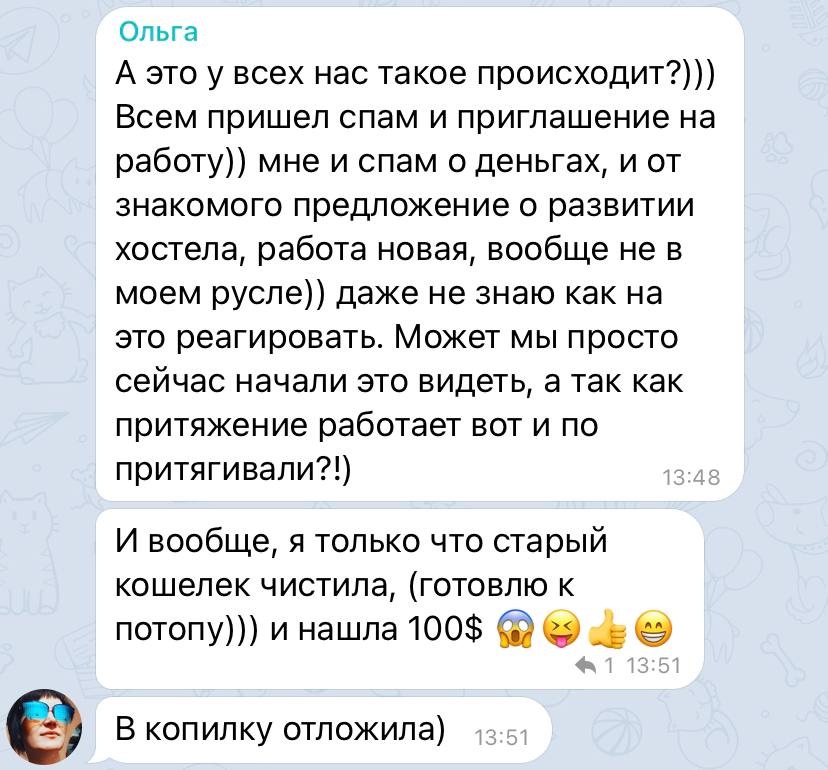 Ольга
А это у всех нас такое происходит?)))
Всем пришел спам и приглашение на
работу)) мне и спам о деньгах, и от
знакомого предложение о развитии
хостела, работа новая, вообще не в
моем русле)) даже не знаю как на
это реагировать. Может мы просто
сейчас начали это видеть, а так как
притяжение работает вот и по
притягивали?!)
13:48
И вообще, я только что старый
кошелек чистила, (готовлю к
потопу))) и нашла 100$ 😱😝👍😁
1 13:51
В копилку отложила)
13:51